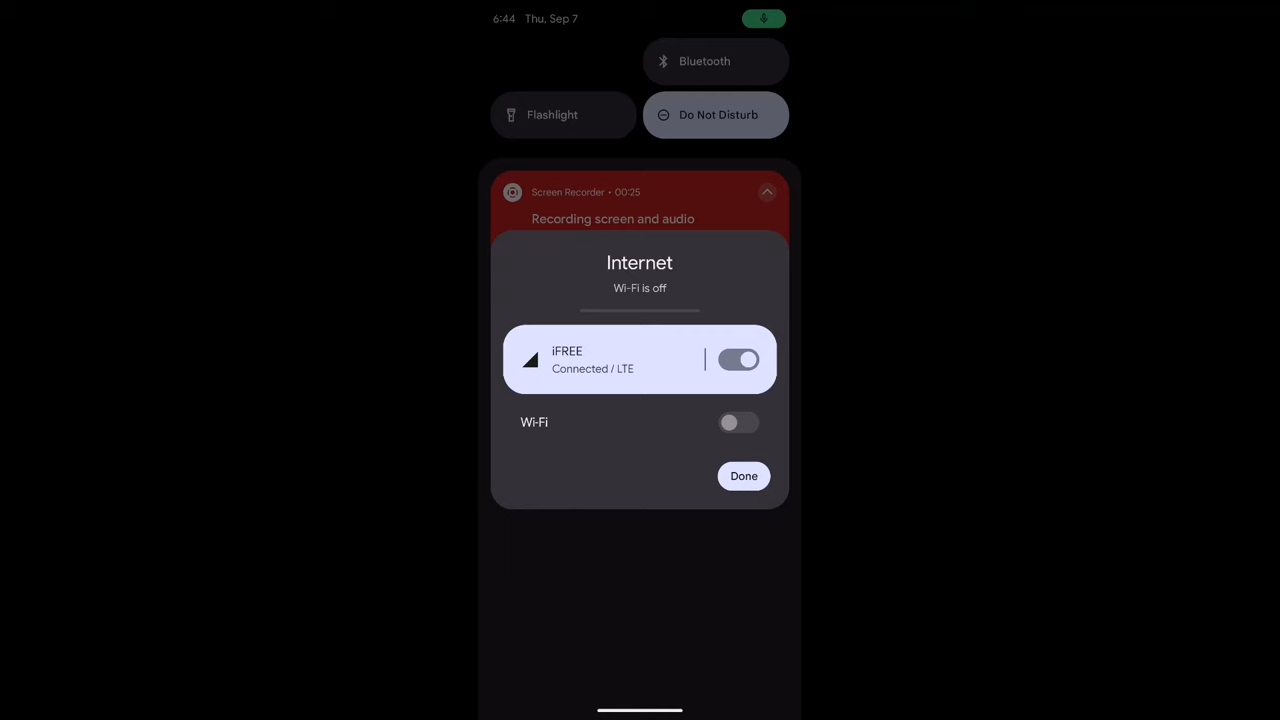 6:44 Thu, Sep 7
Bluetooth
Flashlight
Do Not Disturb
Screen Recorder • 00:25
Recording screen and audio
Internet
Wi-Fi is off
iFREE
Connected / LTE
Wi-Fi
Done